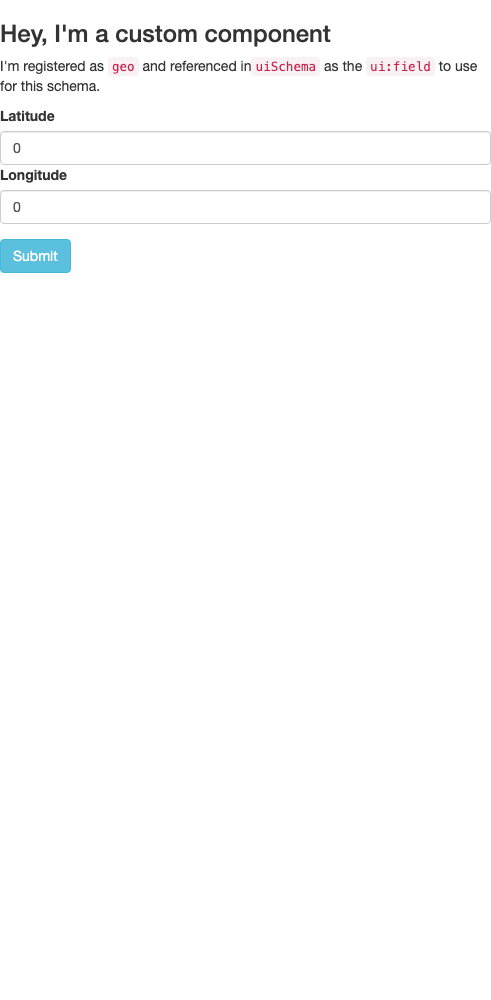 Hey, I'm a custom component
I'm registered as geo and referenced in uiSchema as the ui:field to use
for this schema.
Latitude
0
Longitude
0
Submit